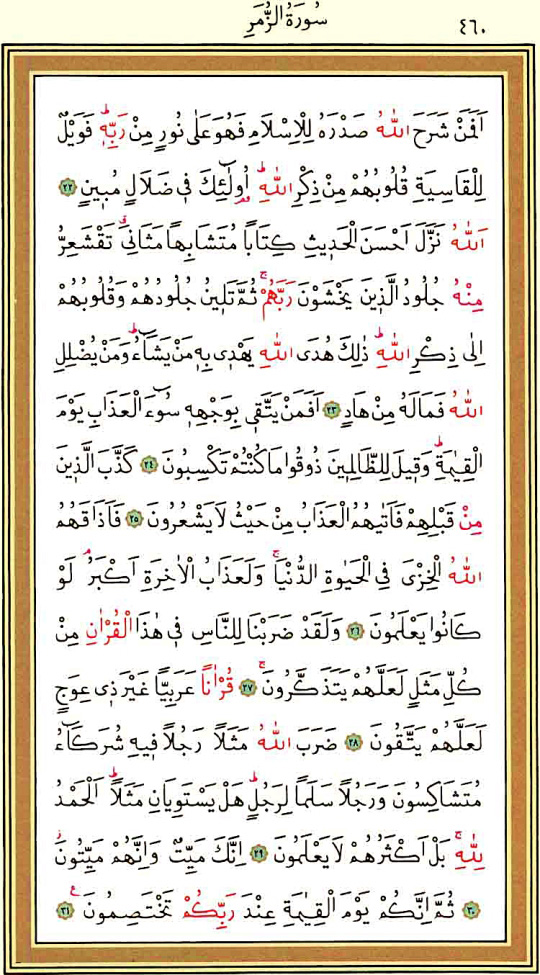 سُورَةُ الزُّمَرِ
٤٦٠
اَفَمَنْ شَرَحَ اللّٰهُ صَدْرَهُ لِلْاِسْلَامِ فَهُوَ عَلٰى نُورٍ مِنْ رَبِّهٖۜ فَوَيْلٌ
لِلْقَاسِيَةِ قُلُوبُهُمْ مِنْ ذِكْرِ اللّٰهِۜ اُو۬لٰٓئِكَ فٖى ضَلَالٍ مُبٖينٍ ٢٢
اَللّٰهُ نَزَّلَ اَحْسَنَ الْحَدٖيثِ كِتَابًا مُتَشَابِهًا مَثَانِىَۗ تَقْشَعِرُّ
مِنْهُ جُلُودُ الَّذٖينَ يَخْشَوْنَ رَبَّهُمْۚ ثُمَّ تَلٖينُ جُلُودُهُمْ وَقُلُوبُهُمْ
اِلٰى ذِكْرِ اللّٰهِۜ ذٰلِكَ هُدَى اللّٰهِ يَهْدٖى بِهٖ مَنْ يَشَٓاءُۜ وَمَنْ يُضْلِلِ
اللّٰهُ فَمَالَهُ مِنْ هَادٍ ٢٣ اَفَمَنْ يَتَّقٖى بِوَجْهِهٖ سُٓوءَ الْعَذَابِ يَوْمَ
الْقِيٰمَةِۜ وَقٖيلَ لِلظَّالِمٖينَ ذُوقُوا مَا كُنْتُمْ تَكْسِبُونَ ٢٤ كَذَّبَ الَّذٖينَ
مِنْ قَبْلِهِمْ فَاَتٰيهُمُ الْعَذَابُ مِنْ حَيْثُ لَا يَشْعُرُونَ ٢٥ فَاَذَاقَهُمُ
اللّٰهُ الْخِزْىَ فِى الْحَيٰوةِ الدُّنْيَاۚ وَلَعَذَابُ الْاٰخِرَةِ اَكْبَرُۢ لَوْ
كَانُوا يَعْلَمُونَ ٢٦ وَلَقَدْ ضَرَبْنَا لِلنَّاسِ فٖى هٰذَا الْقُرْاٰنِ مِنْ
كُلِّ مَثَلٍ لَعَلَّهُمْ يَتَذَكَّرُونَۚ ٢٧ قُرْاٰنًا عَرَبِيًّا غَيْرَ ذٖى عِوَجٍ
لَعَلَّهُمْ يَتَّقُونَ ٢٨ ضَرَبَ اللّٰهُ مَثَلًا رَجُلًا فٖيهِ شُرَكَٓاءُ
مُتَشَاكِسُونَ وَرَجُلًا سَلَمًا لِرَجُلٍۜ هَلْ يَسْتَوِيَانِ مَثَلًاۜ اَلْحَمْدُ
لِلّٰهِۚ بَلْ اَكْثَرُهُمْ لَا يَعْلَمُونَ ٢٩ اِنَّكَ مَيِّتٌ وَاِنَّهُمْ مَيِّتُونَۘ
٣٠ ثُمَّ اِنَّكُمْ يَوْمَ الْقِيٰمَةِ عِنْدَ رَبِّكُمْ تَخْتَصِمُونَ ٣١